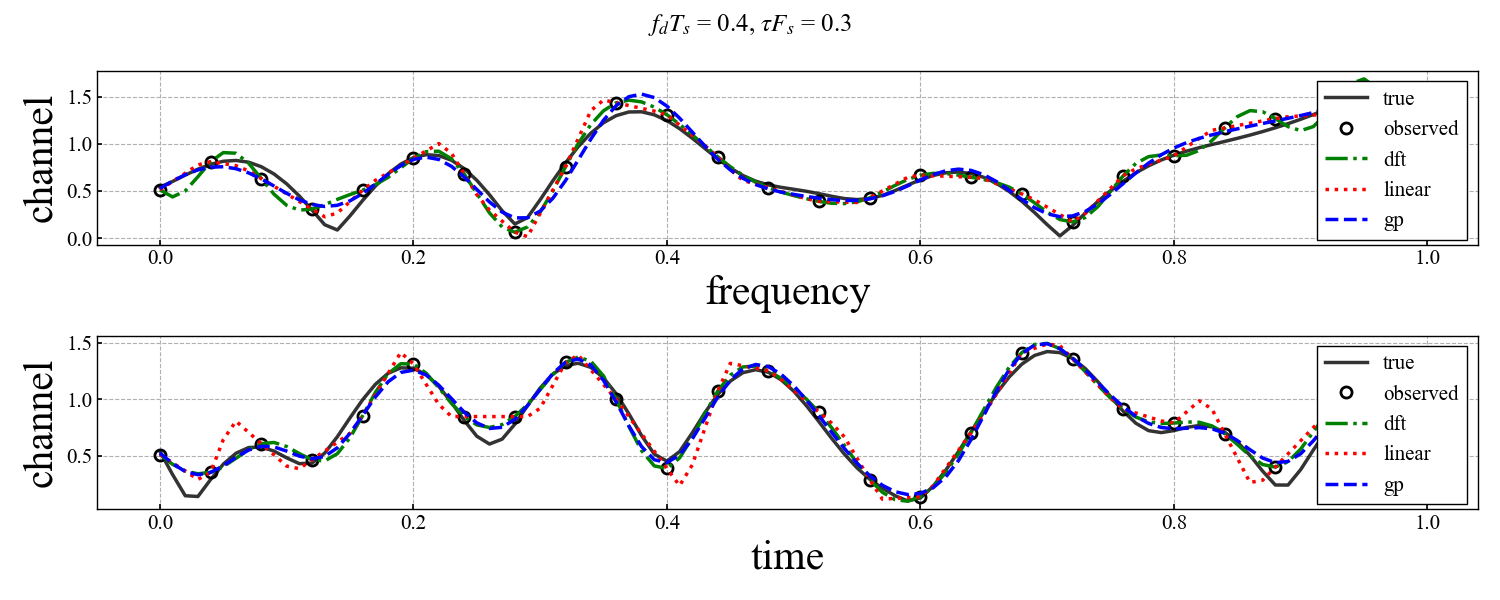 f_d T_s = 0.4, τF_s = 0.3
channel
1.5
1.0
0.5
0.0
0.0 0.2 0.4 0.6 0.8 1.0
frequency
true
observed
dft
linear
gp
channel
1.5
1.0
0.5
0.0 0.2 0.4 0.6 0.8 1.0
time
true
observed
dft
linear
gp